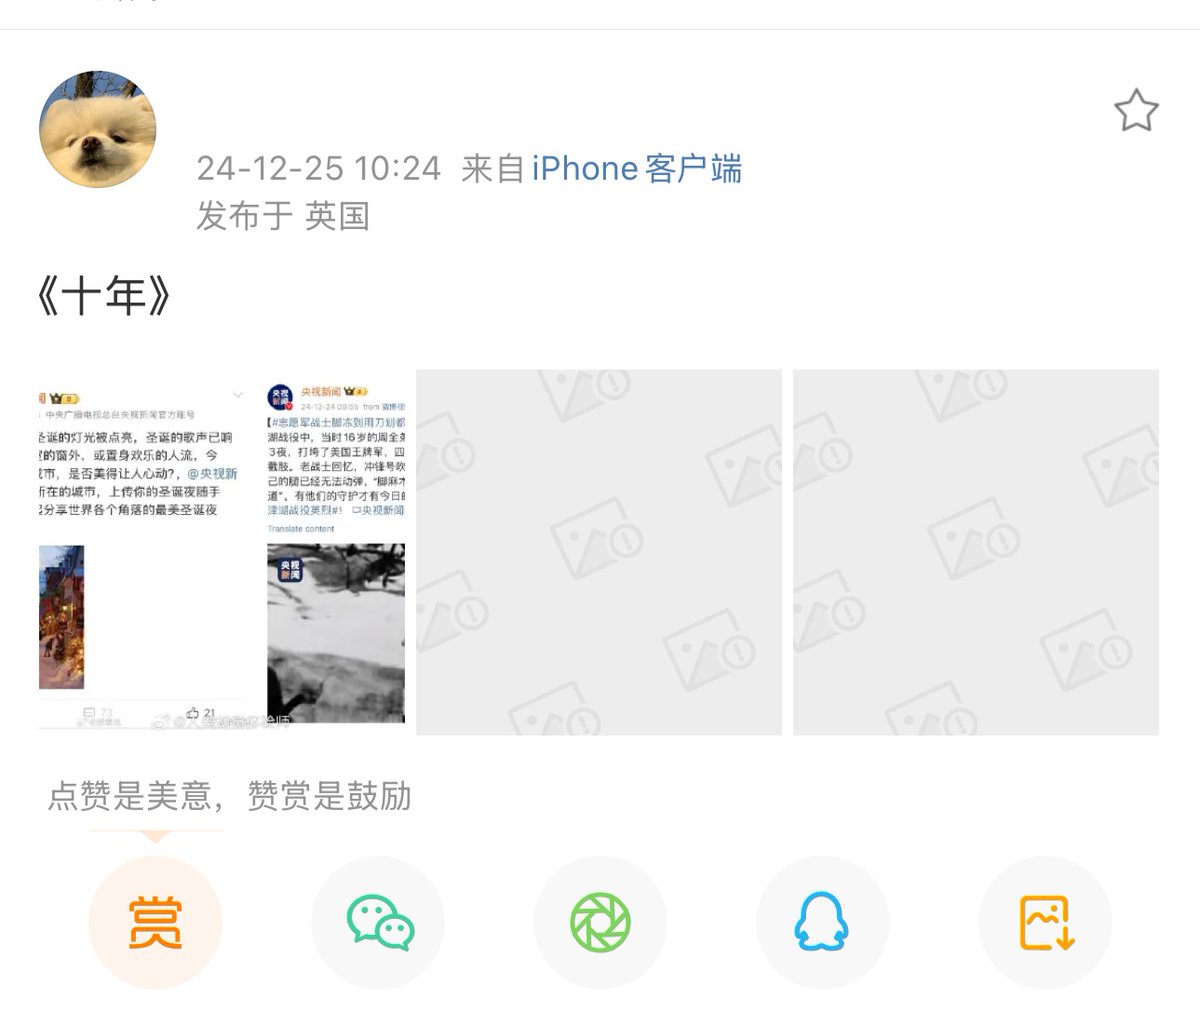 24-12-25 10:24 来自 iPhone客户端
发布于 英国
《十年》
中央广播电视总台央视新闻官方账号
圣诞的灯光被点亮，圣诞的歌声已响
的窗外，或置身欢乐的人流，今
城市，是否美得让人心动？，@央视新
所在的城市，上传你的圣诞夜随手
分享世界各个角落的最美圣诞夜
73
21
央视新闻
24-12-24 09:55 from 微博
【#志愿军战士脚冻到用刀划都
湖战役中，当时16岁的周全
3夜，打垮了美国王牌军，四
截肢。老战士回忆，冲锋号吹
己的腿已经无法动弹，“脚麻木
道”。有他们的守护才有今日
津湖战役英烈#！ 央视新闻
Translate content
央视
新闻
点赞是美意，赞赏是鼓励
赏